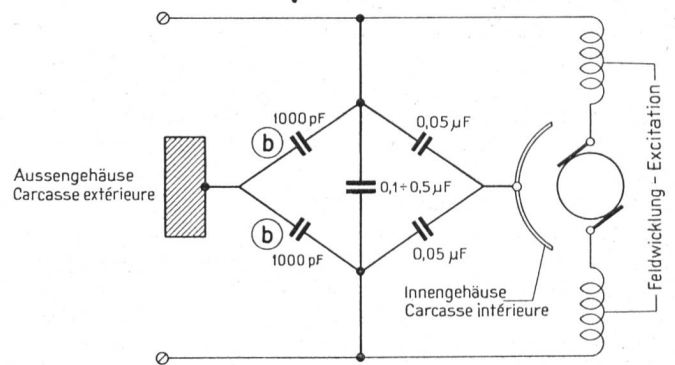 1000 pF
b
0,05 µF
Aussengehäuse
Carcasse extérieure
0,1÷0,5 µF
b
1000 pF
0,05 µF
Innengehäuse
Carcasse intérieure
Feldwicklung - Excitation